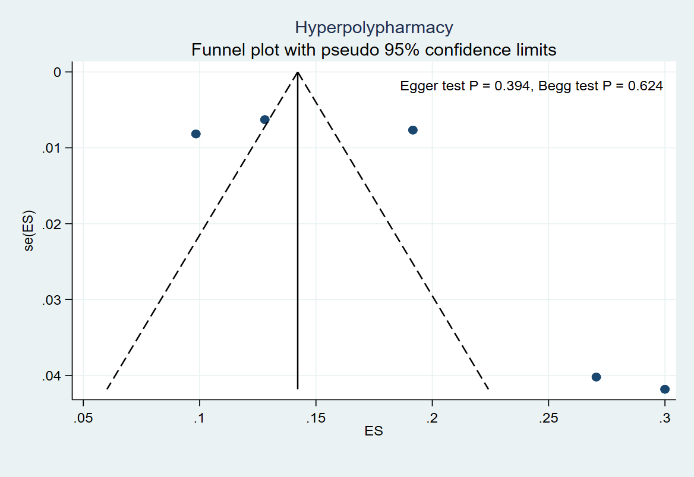 Hyperpolypharmacy
Funnel plot with pseudo 95% confidence limits
Egger test P = 0.394, Begg test P = 0.624
0
.01
.02
.03
.04
se(ES)
.05
.1
.15
.2
.25
.3
ES